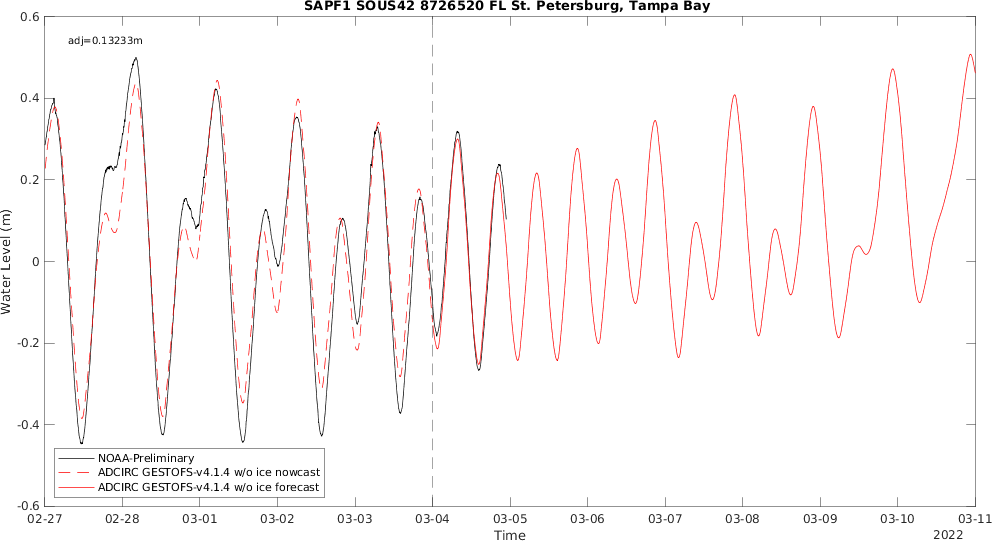 SAPF1 SOUS42 8726520 FL St. Petersburg, Tampa Bay
adj=0.13233m
0.6
0.4
0.2
0
-0.2
-0.4
-0.6
Water Level (m)
NOAA-Preliminary
ADCIRC GESTOFS-v4.1.4 w/o ice nowcast
ADCIRC GESTOFS-v4.1.4 w/o ice forecast
02-27 02-28 03-01 03-02 03-03 03-04 03-05 03-06 03-07 03-08 03-09 03-10 03-11
Time
2022